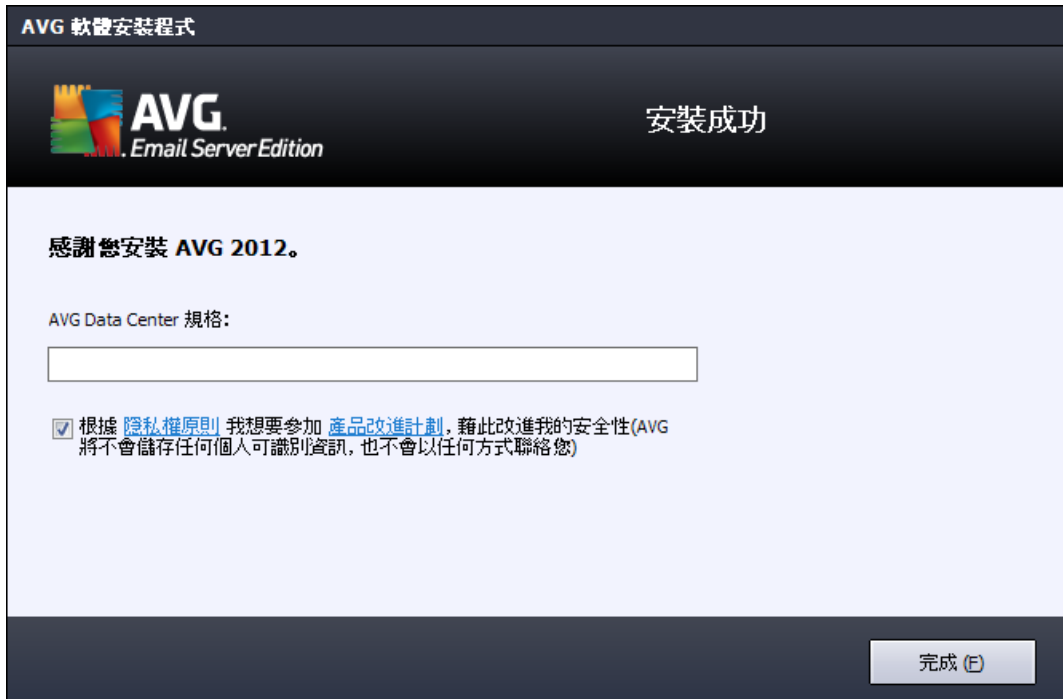 AVG 軟體安裝程式
AVG.
Email Server Edition
安裝成功
感謝您安裝 AVG 2012。
AVG Data Center 規格:
根據 隱私權原則 我想要參加 產品改進計劃, 藉此改進我的安全性(AVG
將不會儲存任何個人可識別資訊, 也不會以任何方式聯絡您)
完成 (F)